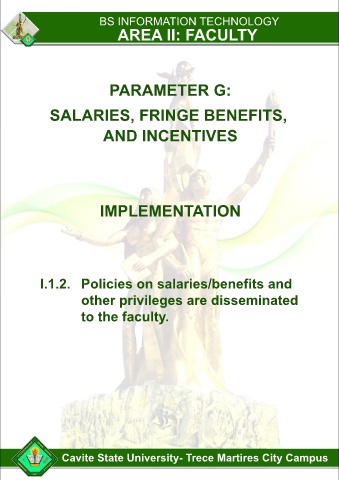 BS INFORMATION TECHNOLOGY
AREA II: FACULTY
PARAMETER G:
SALARIES, FRINGE BENEFITS,
AND INCENTIVES
IMPLEMENTATION
I.1.2. Policies on salaries/benefits and
other privileges are disseminated
to the faculty.
Cavite State University- Trece Martires City Campus